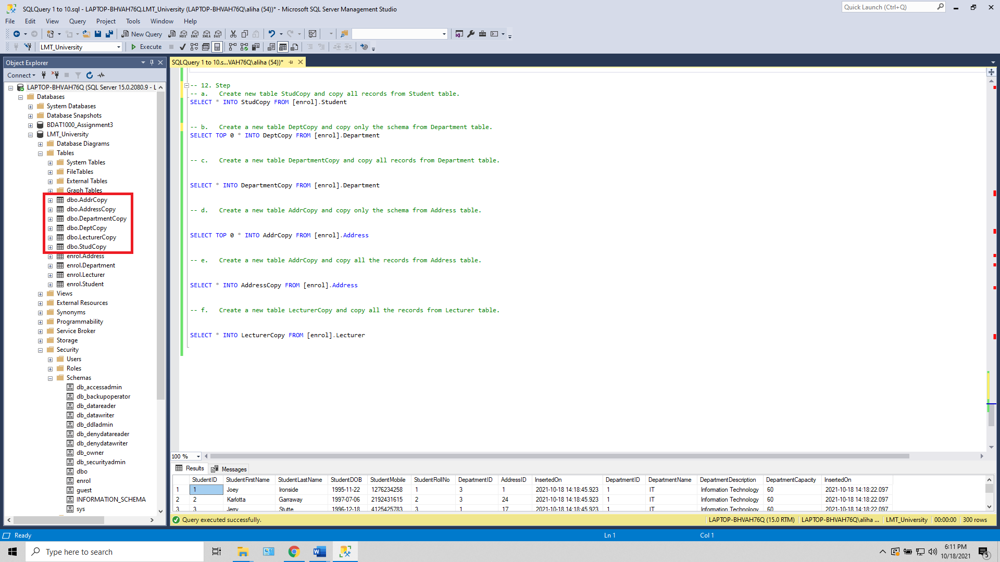 SQLQuery 1 to 10.sql - LAPTOP-BHVAH76Q.LMT_University (LAPTOP-BHVAH76Q\aliha (54))* - Microsoft SQL Server Management Studio
Quick Launch (Ctrl+Q)
File Edit View Query Project Tools Window Help
New Query
MDX DMX XMLA DAX
LMT_University
Execute
Object Explorer
Connect
LAPTOP-BHVAH76Q (SQL Server 15.0.2080.9 - L
Databases
System Databases
Database Snapshots
BDAT1000_Assignment3
LMT_University
Database Diagrams
Tables
System Tables
FileTables
External Tables
Graph Tables
dbo.AddrCopy
dbo.AddressCopy
dbo.DepartmentCopy
dbo.DeptCopy
dbo.LecturerCopy
dbo.StudCopy
enrol.Address
enrol.Department
enrol.Lecturer
enrol.Student
Views
External Resources
Synonyms
Programmability
Service Broker
Storage
Security
Users
Roles
Schemas
db_accessadmin
db_backupoperator
db_datareader
db_datawriter
db_ddladmin
db_denydatareader
db_denydatawriter
db_owner
db_securityadmin
dbo
enrol
guest
INFORMATION_SCHEMA
sys
SQLQuery 1 to 10.s...VAH76Q\aliha (54))*
-- 12. Step
-- a. Create new table StudCopy and copy all records from Student table.
SELECT * INTO StudCopy FROM [enrol].Student
-- b. Create a new table DeptCopy and copy only the schema from Department table.
SELECT TOP 0 * INTO DeptCopy FROM [enrol].Department
-- c. Create a new table DepartmentCopy and copy all records from Department table.
SELECT * INTO DepartmentCopy FROM [enrol].Department
-- d. Create a new table AddrCopy and copy only the schema from Address table.
SELECT TOP 0 * INTO AddrCopy FROM [enrol].Address
-- e. Create a new table AddrCopy and copy all the records from Address table.
SELECT * INTO AddressCopy FROM [enrol].Address
-- f. Create a new table LecturerCopy and copy all the records from Lecturer table.
SELECT * INTO LecturerCopy FROM [enrol].Lecturer
100 %
Results Messages
StudentID StudentFirstName StudentLastName StudentDOB StudentMobile StudentRollNo DepartmentID AddressID InsertedOn DepartmentID DepartmentName DepartmentDescription DepartmentCapacity InsertedOn
1 1 Joey Ironside 1995-11-22 1276234258 1 3 1 2021-10-18 14:18:45.923 1 IT Information Technology 60 2021-10-18 14:18:22.097
2 2 Karlotta Garraway 1997-07-06 2192431615 2 3 24 2021-10-18 14:18:45.923 1 IT Information Technology 60 2021-10-18 14:18:22.097
3 3 Jerry Stutte 1996-12-18 4125425783 3 1 17 2021-10-18 14:18:45.923 1 IT Information Technology 60 2021-10-18 14:18:22.097
Query executed successfully.
LAPTOP-BHVAH76Q (15.0 RTM) LAPTOP-BHVAH76Q\aliha ... LMT_University 00:00:00 300 rows
Ready
Ln 1 Col 1
Type here to search
6:11 PM
10/18/2021
5